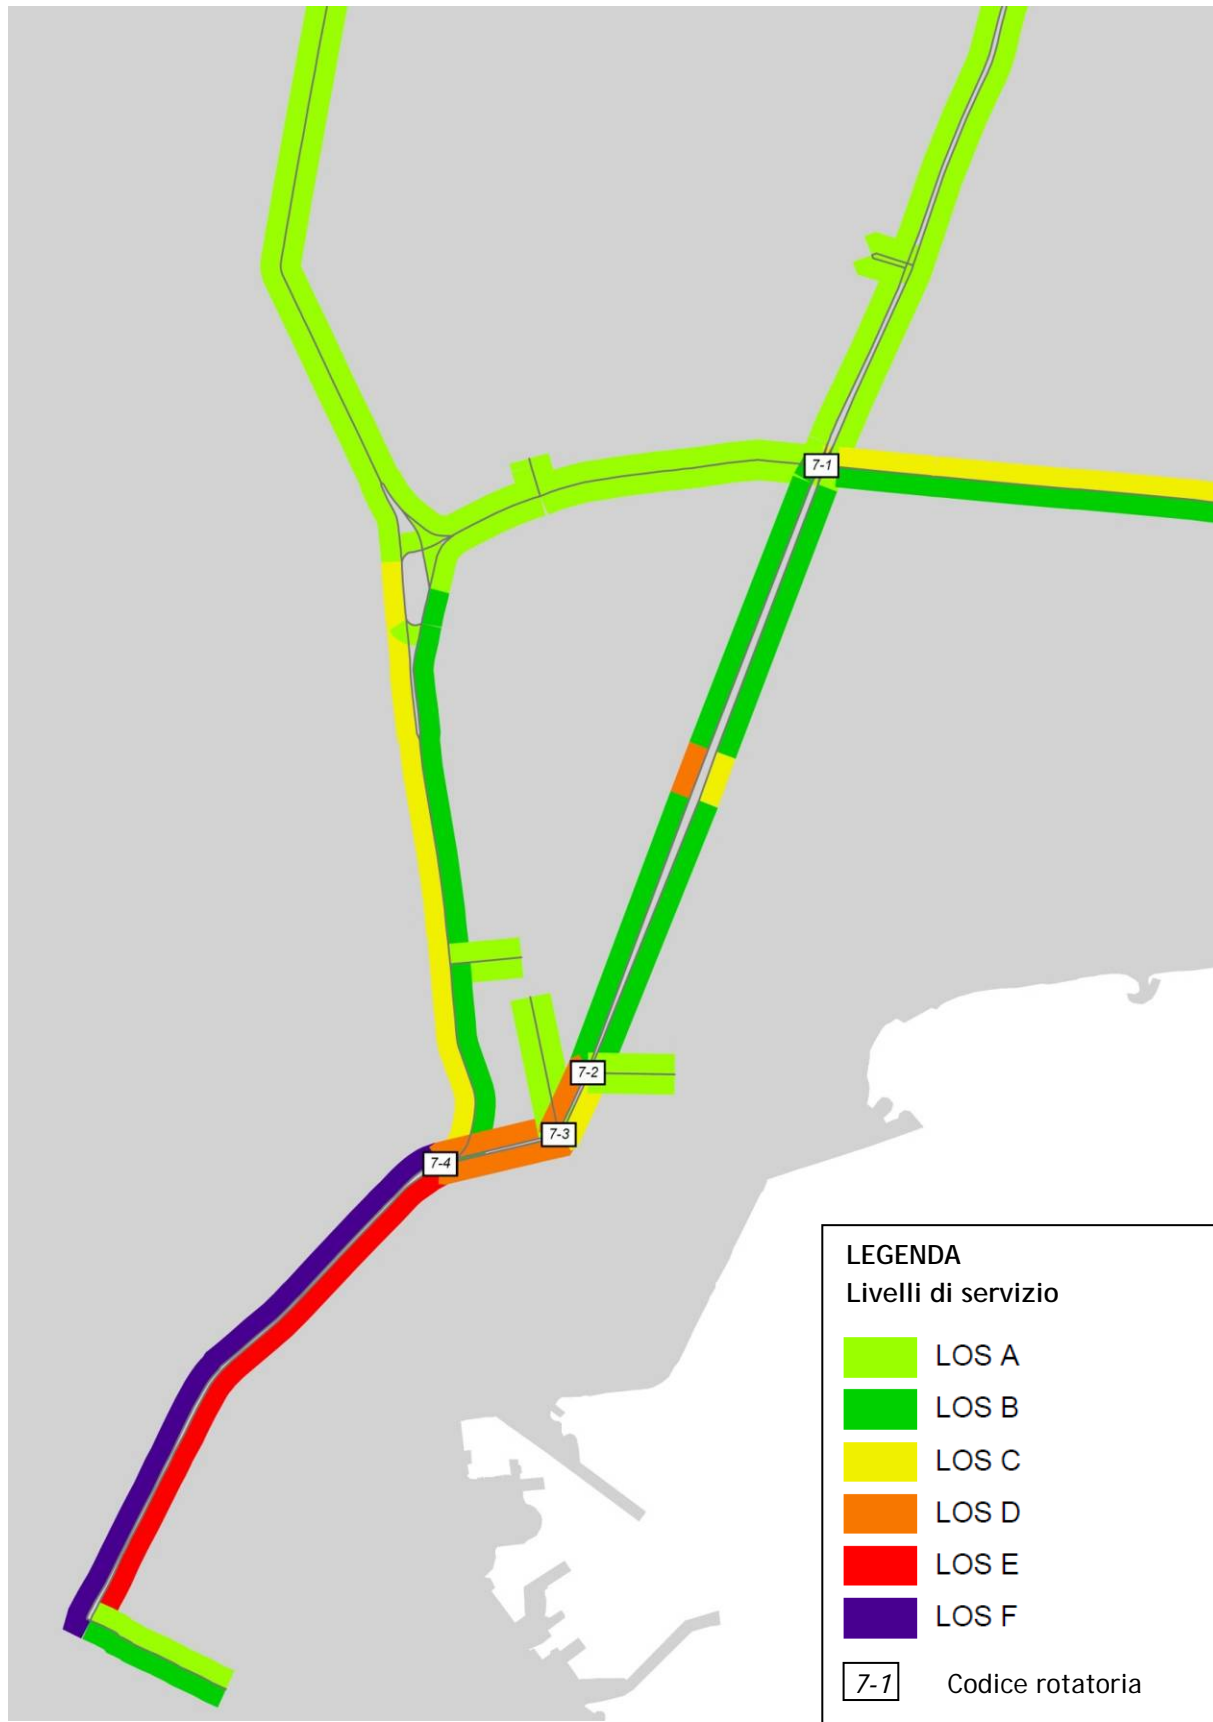 7-1
7-2
7-3
7-4
LEGENDA
Livelli di servizio
LOS A
LOS B
LOS C
LOS D
LOS E
LOS F
7-1 Codice rotatoria